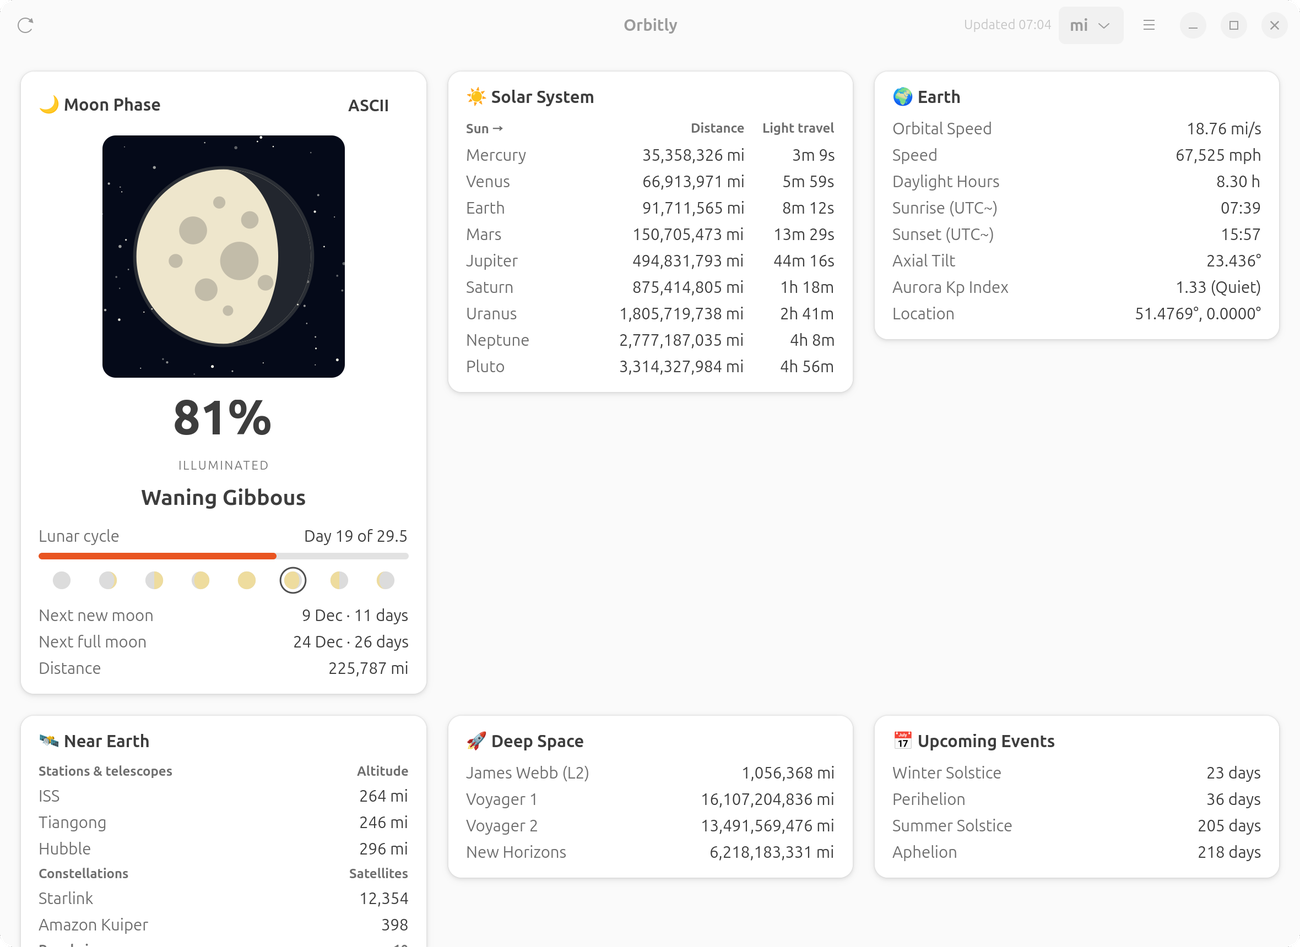 Orbitly
Updated 07:04
mi
🌙 Moon Phase
ASCII
81%
ILLUMINATED
Waning Gibbous
Lunar cycle Day 19 of 29.5
Next new moon 9 Dec · 11 days
Next full moon 24 Dec · 26 days
Distance 225,787 mi
☀️ Solar System
Sun → Distance Light travel
Mercury 35,358,326 mi 3m 9s
Venus 66,913,971 mi 5m 59s
Earth 91,711,565 mi 8m 12s
Mars 150,705,473 mi 13m 29s
Jupiter 494,831,793 mi 44m 16s
Saturn 875,414,805 mi 1h 18m
Uranus 1,805,719,738 mi 2h 41m
Neptune 2,777,187,035 mi 4h 8m
Pluto 3,314,327,984 mi 4h 56m
🌍 Earth
Orbital Speed 18.76 mi/s
Speed 67,525 mph
Daylight Hours 8.30 h
Sunrise (UTC~) 07:39
Sunset (UTC~) 15:57
Axial Tilt 23.436°
Aurora Kp Index 1.33 (Quiet)
Location 51.4769°, 0.0000°
🛰️ Near Earth
Stations & telescopes Altitude
ISS 264 mi
Tiangong 246 mi
Hubble 296 mi
Constellations Satellites
Starlink 12,354
Amazon Kuiper 398
🚀 Deep Space
James Webb (L2) 1,056,368 mi
Voyager 1 16,107,204,836 mi
Voyager 2 13,491,569,476 mi
New Horizons 6,218,183,331 mi
📅 Upcoming Events
Winter Solstice 23 days
Perihelion 36 days
Summer Solstice 205 days
Aphelion 218 days